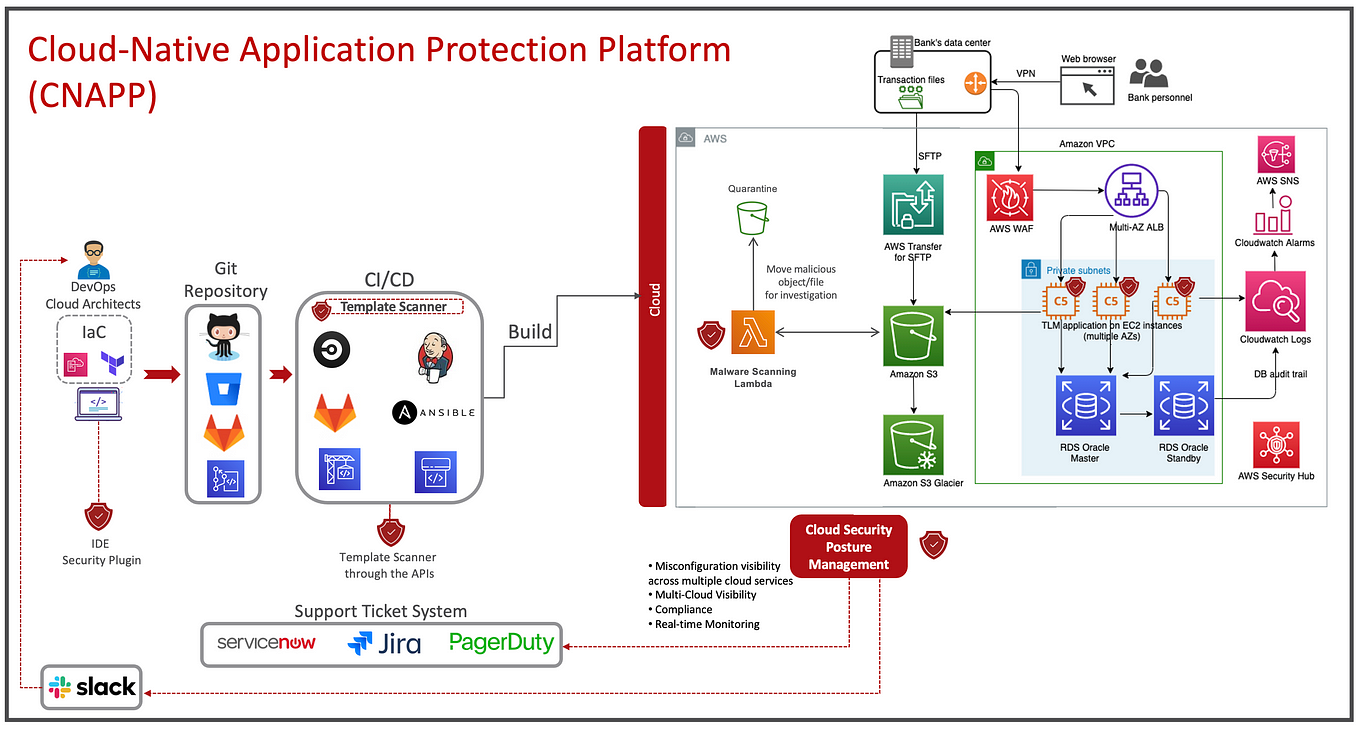 Cloud-Native Application Protection Platform
(CNAPP)
Bank's data center
Transaction files
VPN
Web browser
Bank personnel
AWS
SFTP
Amazon VPC
Quarantine
AWS Transfer
for SFTP
AWS WAF
Multi-AZ ALB
AWS SNS
Cloudwatch Alarms
Move malicious
object/file
for investigation
Private subnets
C5
C5
C5
TLM application on EC2 instances
(multiple AZs)
Cloudwatch Logs
Malware Scanning
Lambda
Amazon S3
DB audit trail
RDS Oracle
Master
RDS Oracle
Standby
Amazon S3 Glacier
AWS Security Hub
Cloud
DevOps
Cloud Architects
IaC
Git
Repository
CI/CD
Template Scanner
ANSIBLE
Build
IDE
Security Plugin
Template Scanner
through the APIs
Cloud Security
Posture
Management
• Misconfiguration visibility
across multiple cloud services
• Multi-Cloud Visibility
• Compliance
• Real-time Monitoring
Support Ticket System
servicenow
Jira
PagerDuty
slack